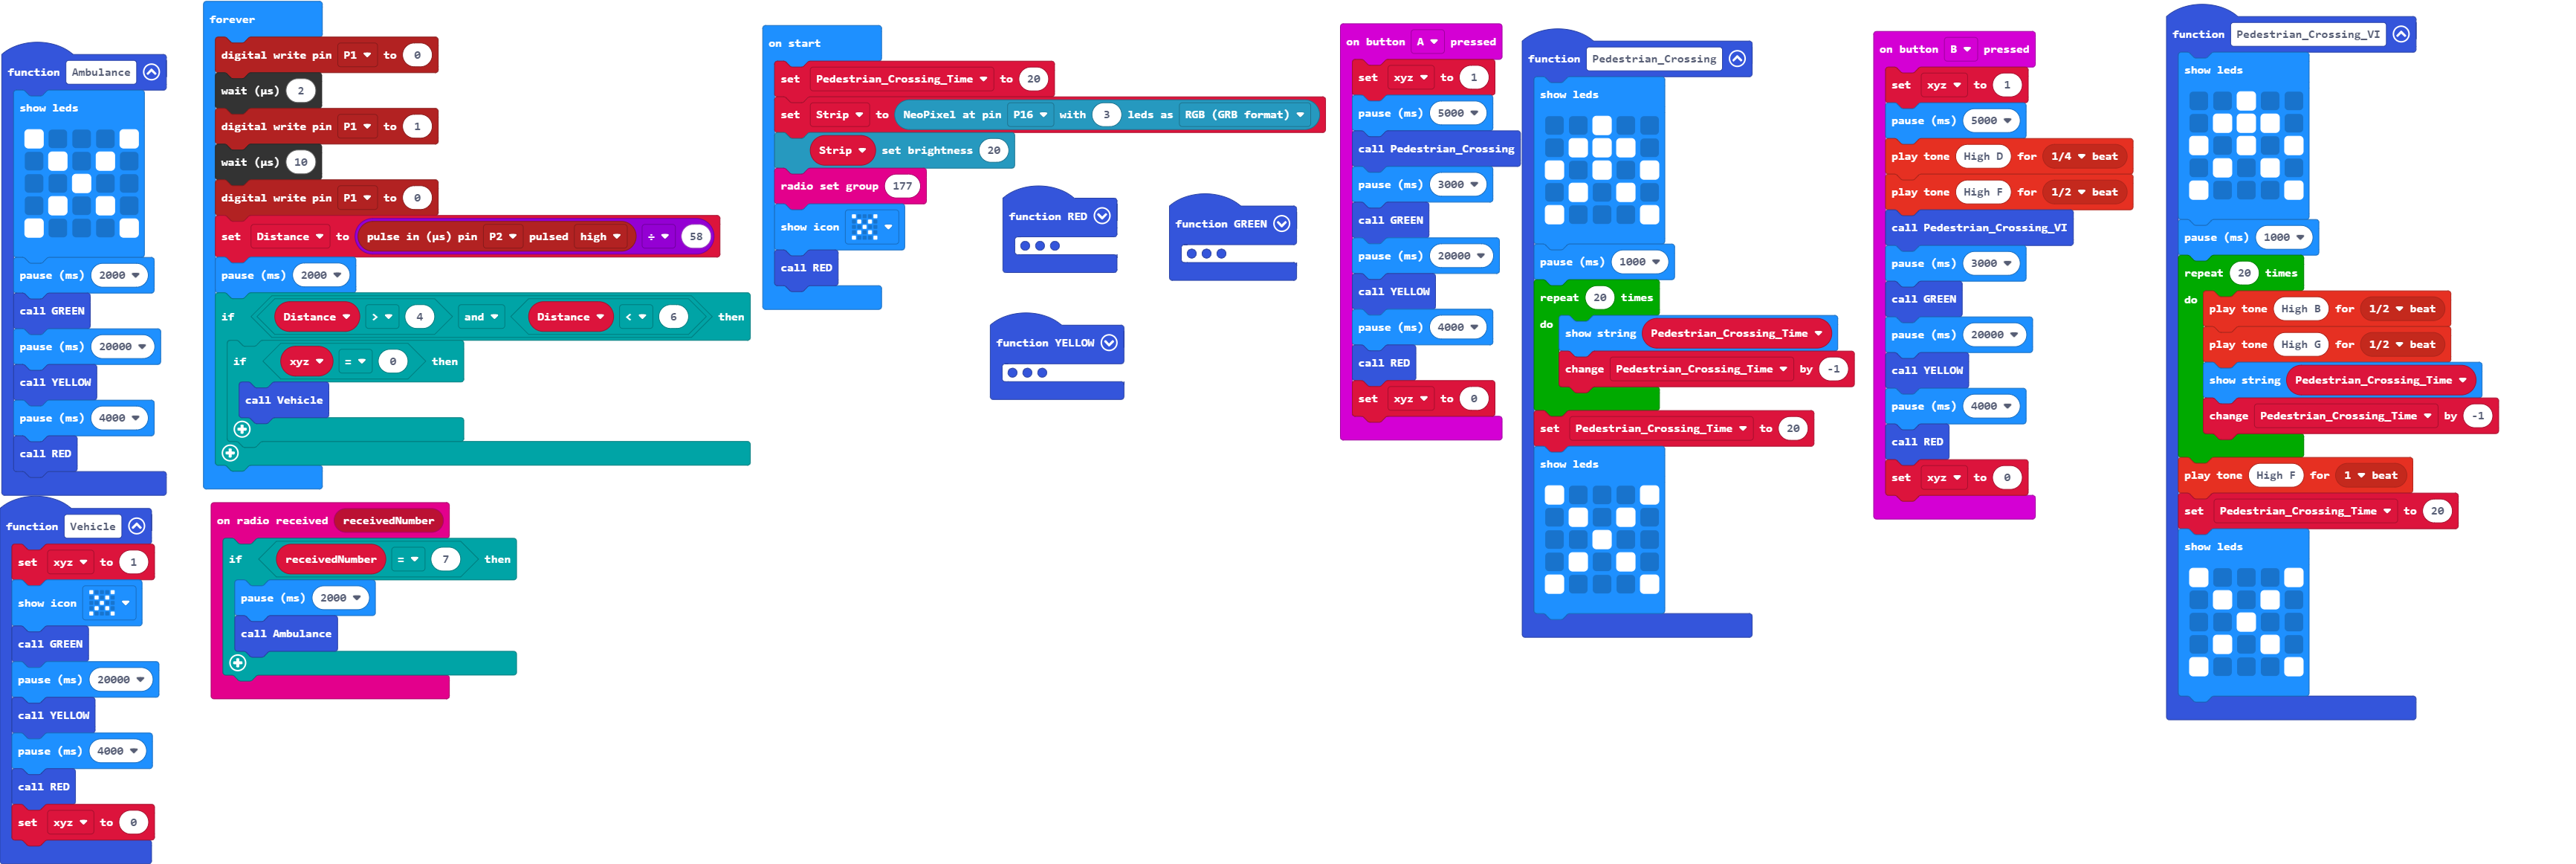 function Ambulance
show leds
pause (ms) 2000
call GREEN
pause (ms) 20000
call YELLOW
pause (ms) 4000
call RED
function Vehicle
set xyz to 1
show icon
call GREEN
pause (ms) 20000
call YELLOW
pause (ms) 4000
call RED
set xyz to 0
forever
digital write pin P1 to 0
wait (µs) 2
digital write pin P1 to 1
wait (µs) 10
digital write pin P1 to 0
set Distance to pulse in (µs) pin P2 pulsed high ÷ 58
pause (ms) 2000
if Distance > 4 and Distance < 6 then
if xyz = 0 then
call Vehicle
on radio received receivedNumber
if receivedNumber = 7 then
pause (ms) 2000
call Ambulance
on start
set Pedestrian_Crossing_Time to 20
set Strip to NeoPixel at pin P16 with 3 leds as RGB (GRB format)
Strip set brightness 20
radio set group 177
show icon
call RED
function RED
function GREEN
function YELLOW
on button A pressed
set xyz to 1
pause (ms) 5000
call Pedestrian_Crossing
pause (ms) 3000
call GREEN
pause (ms) 20000
call YELLOW
pause (ms) 4000
call RED
set xyz to 0
function Pedestrian_Crossing
show leds
pause (ms) 1000
repeat 20 times
do show string Pedestrian_Crossing_Time
change Pedestrian_Crossing_Time by -1
set Pedestrian_Crossing_Time to 20
show leds
on button B pressed
set xyz to 1
pause (ms) 5000
play tone High D for 1/4 beat
play tone High F for 1/2 beat
call Pedestrian_Crossing_VI
pause (ms) 3000
call GREEN
pause (ms) 20000
call YELLOW
pause (ms) 4000
call RED
set xyz to 0
function Pedestrian_Crossing_VI
show leds
pause (ms) 1000
repeat 20 times
do play tone High B for 1/2 beat
play tone High G for 1/2 beat
show string Pedestrian_Crossing_Time
change Pedestrian_Crossing_Time by -1
play tone High F for 1 beat
set Pedestrian_Crossing_Time to 20
show leds